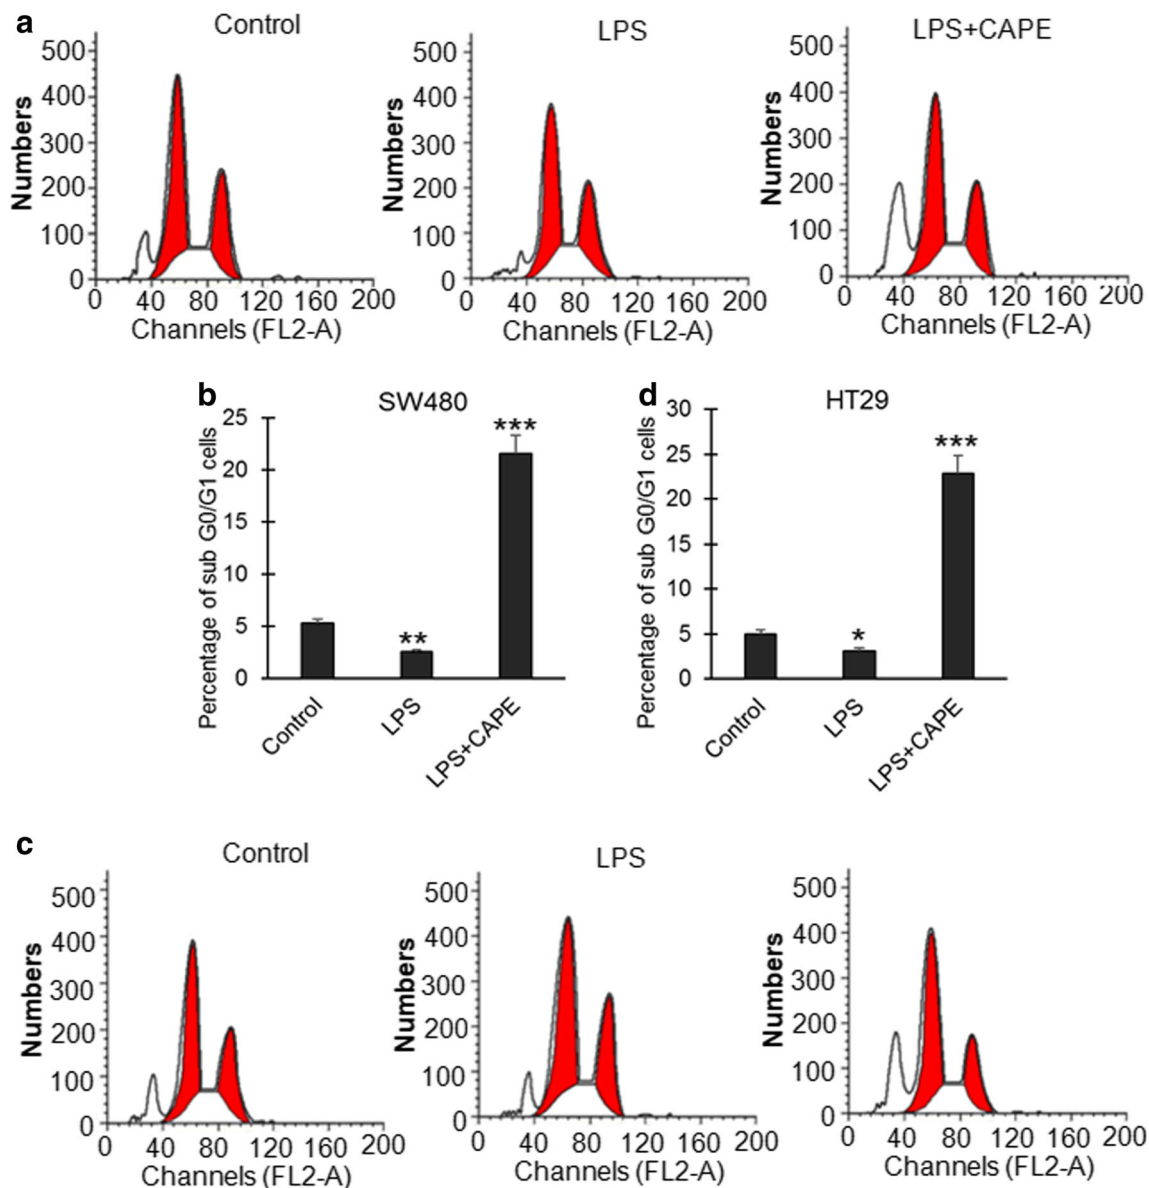 a
Control
LPS
LPS+CAPE
Numbers
500
400
300
200
100
0
0 40 80 120 160 200
Channels (FL2-A)
Numbers
500
400
300
200
100
0
0 40 80 120 160 200
Channels (FL2-A)
Numbers
500
400
300
200
100
0
0 40 80 120 160 200
Channels (FL2-A)
b
SW480
Percentage of sub G0/G1 cells
25
20
15
10
5
0
**
***
Control
LPS
LPS+CAPE
d
HT29
Percentage of sub G0/G1 cells
30
25
20
15
10
5
0
*
***
Control
LPS
LPS+CAPE
c
Control
LPS
Numbers
500
400
300
200
100
0
0 40 80 120 160 200
Channels (FL2-A)
Numbers
500
400
300
200
100
0
0 40 80 120 160 200
Channels (FL2-A)
Numbers
500
400
300
200
100
0
0 40 80 120 160 200
Channels (FL2-A)